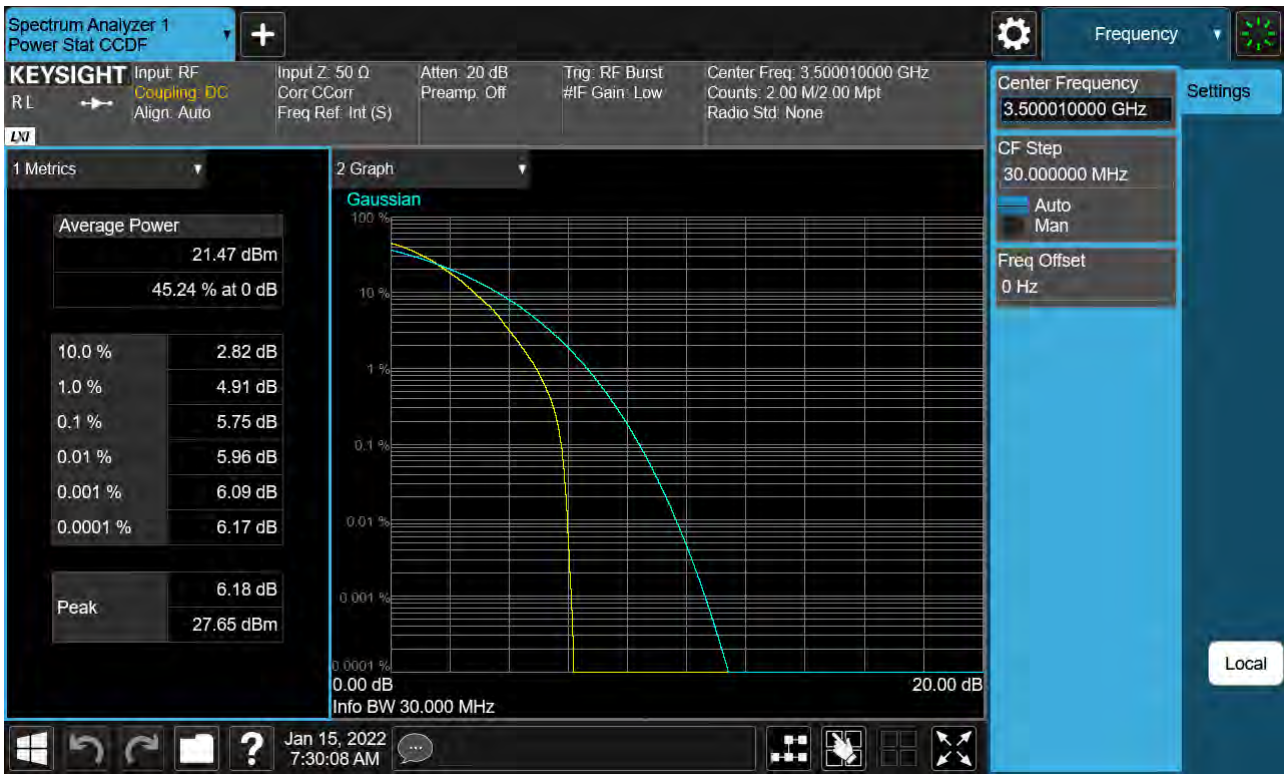 Spectrum Analyzer 1
Power Stat CCDF
+
Frequency
KEYSIGHT
R L
LXI
Input: RF
Coupling: DC
Align: Auto
Input Z: 50 Ω
Corr CCorr
Freq Ref: Int (S)
Atten: 20 dB
Preamp: Off
Trig: RF Burst
#IF Gain: Low
Center Freq: 3.500010000 GHz
Counts: 2.00 M/2.00 Mpt
Radio Std: None
Center Frequency
3.500010000 GHz
Settings
CF Step
30.000000 MHz
Auto
Man
Freq Offset
0 Hz
Local
1 Metrics
Average Power
21.47 dBm
45.24 % at 0 dB
10.0 % 2.82 dB
1.0 % 4.91 dB
0.1 % 5.75 dB
0.01 % 5.96 dB
0.001 % 6.09 dB
0.0001 % 6.17 dB
Peak
6.18 dB
27.65 dBm
2 Graph
Gaussian
100 %
10 %
1 %
0.1 %
0.01 %
0.001 %
0.0001 %
0.00 dB 20.00 dB
Info BW 30.000 MHz
?
Jan 15, 2022
7:30:08 AM